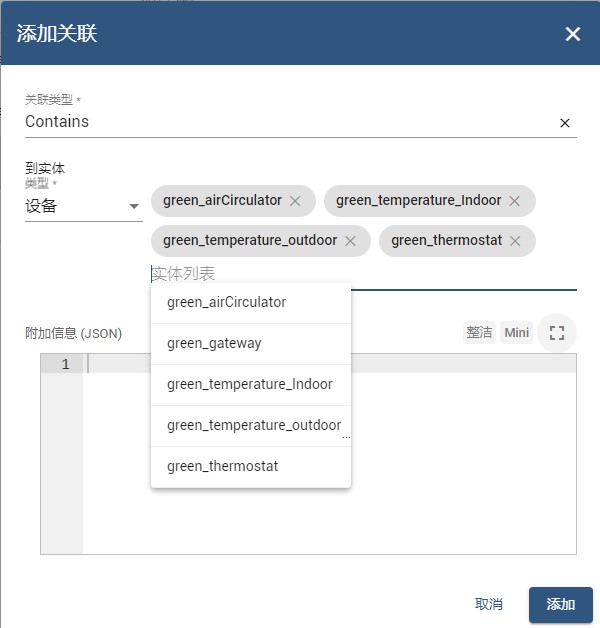 添加关联
关联类型 *
Contains
到实体
类型 *
设备
green_airCirculator
green_temperature_Indoor
green_temperature_outdoor
green_thermostat
实体列表
green_airCirculator
green_gateway
green_temperature_Indoor
green_temperature_outdoor
...
green_thermostat
附加信息 (JSON)
整洁 Mini
1
取消 添加